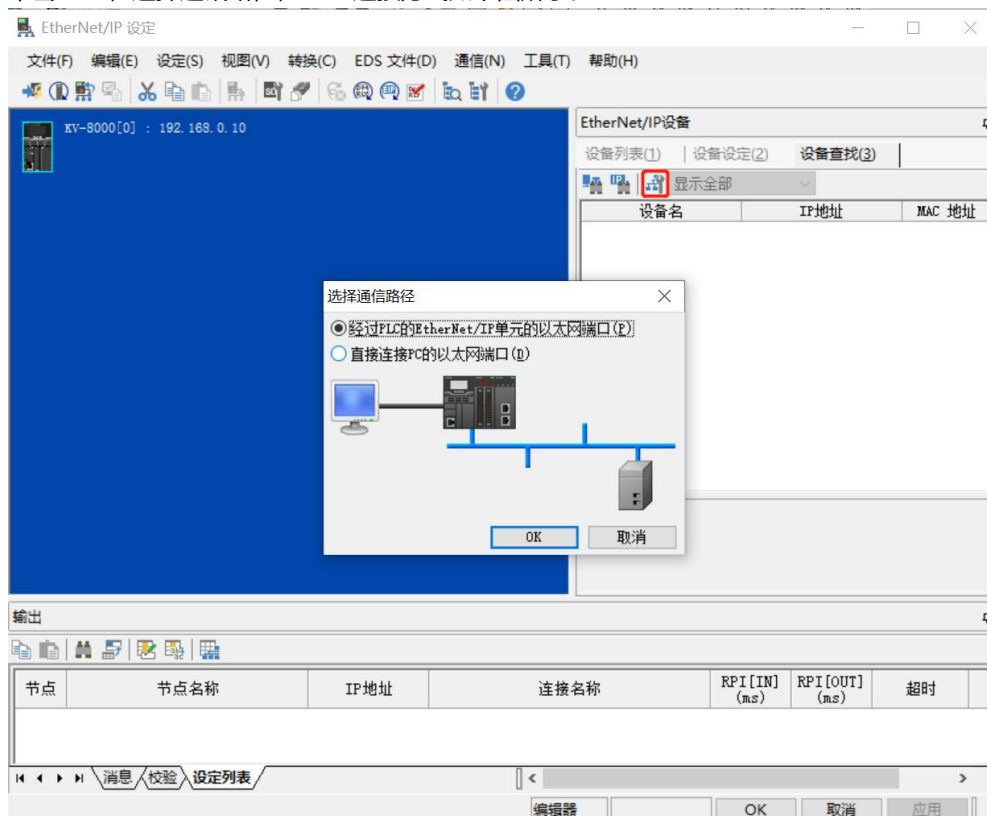 EtherNet/IP 设定
文件(F) 编辑(E) 设定(S) 视图(V) 转换(C) EDS 文件(D) 通信(N) 工具(T) 帮助(H)
KV-8000[0] : 192.168.0.10
EtherNet/IP设备
设备列表(1) 设备设定(2) 设备查找(3)
显示全部
设备名 IP地址 MAC 地址
选择通信路径
经过PLC的EtherNet/IP单元的以太网端口(P)
直接连接PC的以太网端口(D)
OK 取消
输出
节点 节点名称 IP地址 连接名称 RPI[IN] (ms) RPI[OUT] (ms) 超时
消息 校验 设定列表
编辑器 OK 取消 应用